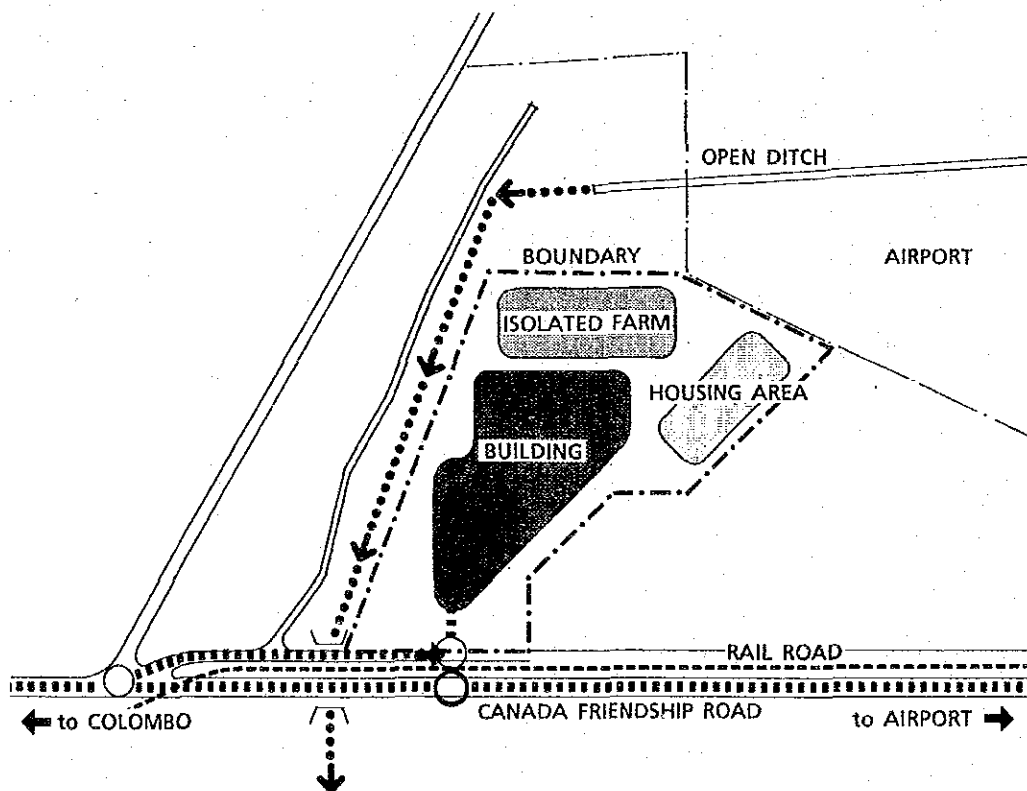 OPEN DITCH
BOUNDARY
AIRPORT
ISOLATED FARM
HOUSING AREA
BUILDING
RAIL ROAD
CANADA FRIENDSHIP ROAD
to COLOMBO
to AIRPORT